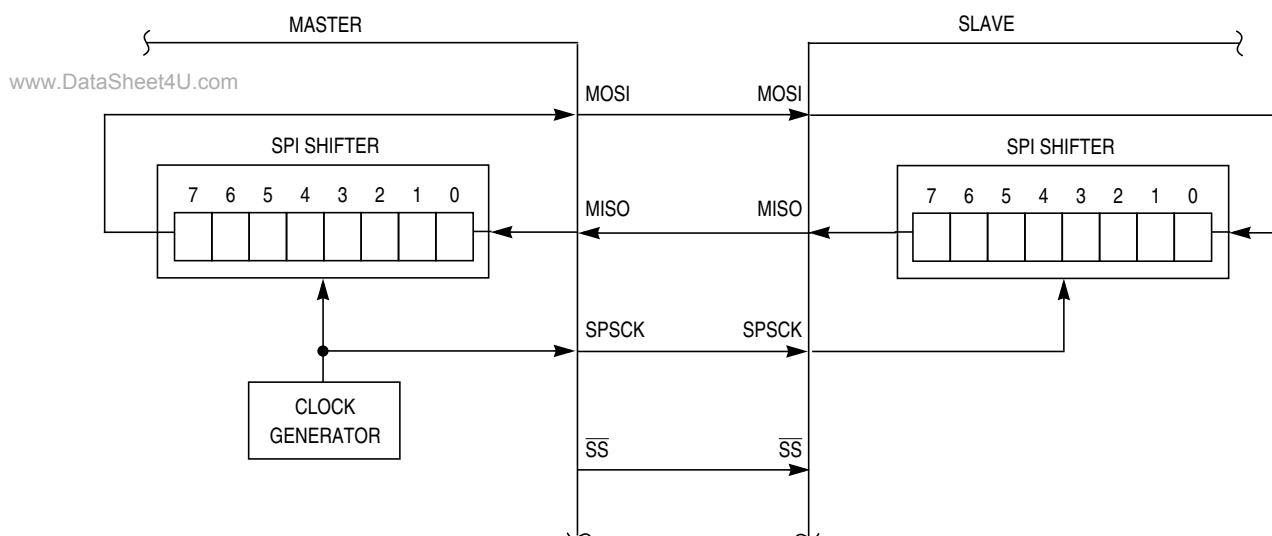 MASTER
SLAVE
www.DataSheet4U.com
MOSI
MOSI
SPI SHIFTER
SPI SHIFTER
7 6 5 4 3 2 1 0
MISO
MISO
7 6 5 4 3 2 1 0
SPSCK
SPSCK
CLOCK
GENERATOR
SS
SS